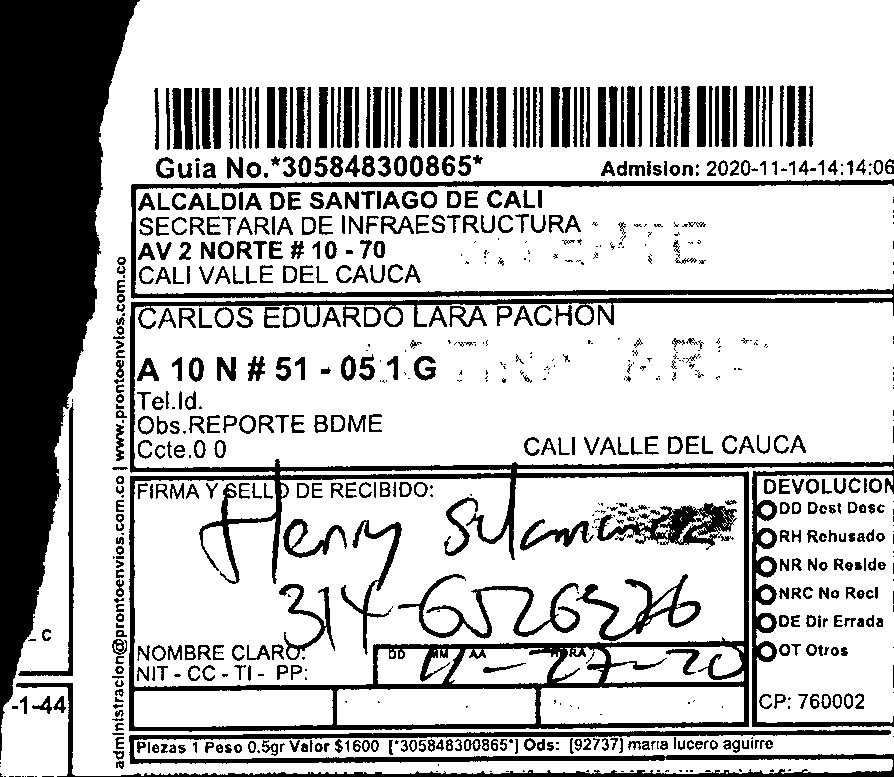 Guia No.*305848300865*
Admision: 2020-11-14-14:14:06
ALCALDIA DE SANTIAGO DE CALI
SECRETARIA DE INFRAESTRUCTURA
AV 2 NORTE # 10 - 70
CALI VALLE DEL CAUCA
CARLOS EDUARDO LARA PACHON
A 10 N # 51 - 05 1 G
Tel.Id.
Obs.REPORTE BDME
Ccte.0 0
CALI VALLE DEL CAUCA
administracion@prontoenvios.com.co | www.prontoenvios.com.co
FIRMA Y SELLO DE RECIBIDO:
Henry
314-6526276
NOMBRE CLARO:
NIT - CC - TI - PP:
DD MM AA HORA
11-27-20
DEVOLUCION
DD Dest Desc
RH Rehusado
NR No Reside
NRC No Recl
DE Dir Errada
OT Otros
CP: 760002
c
-1-44
Piezas 1 Peso 0.5gr Valor $1600 [*305848300865*] Ods: [92737] maria lucero aguirre